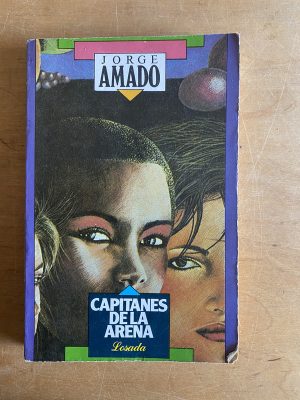 JORGE
AMADO
CAPITANES
DE LA
ARENA
Losada